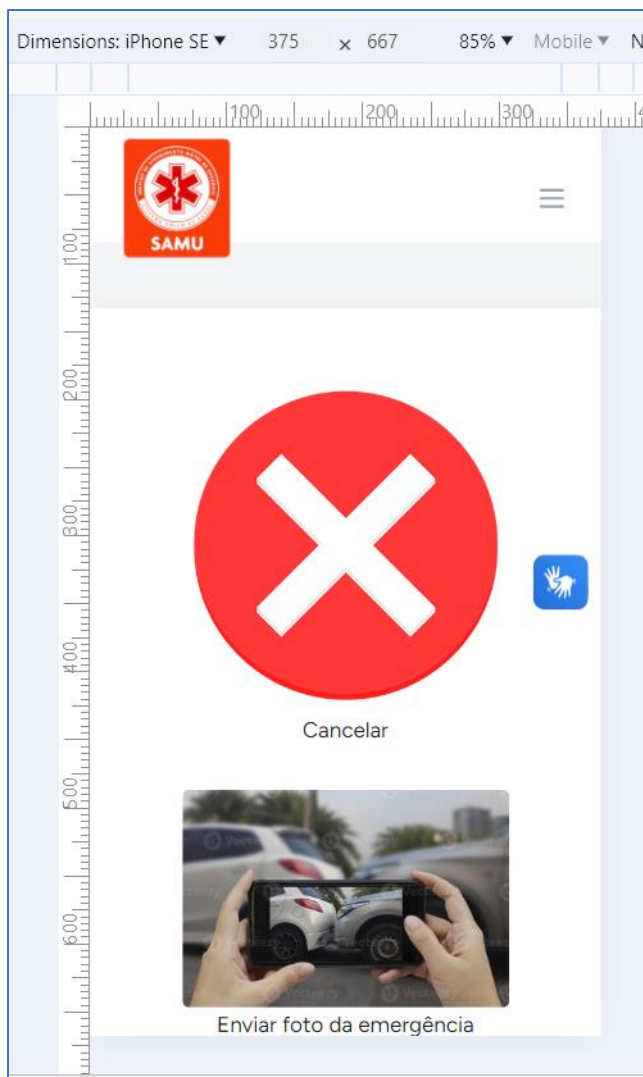 Dimensions: iPhone SE ▼ 375 × 667 85% ▼ Mobile ▼ N
100 200 300 4
100
200
300
400
500
600
SAMU
Cancelar
Enviar foto da emergência